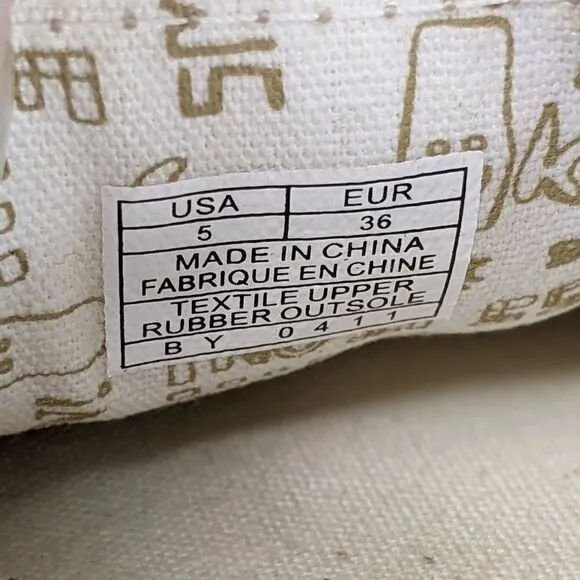 USA EUR
5 36
MADE IN CHINA
FABRIQUE EN CHINE
TEXTILE UPPER
RUBBER OUTSOLE
BY 0411